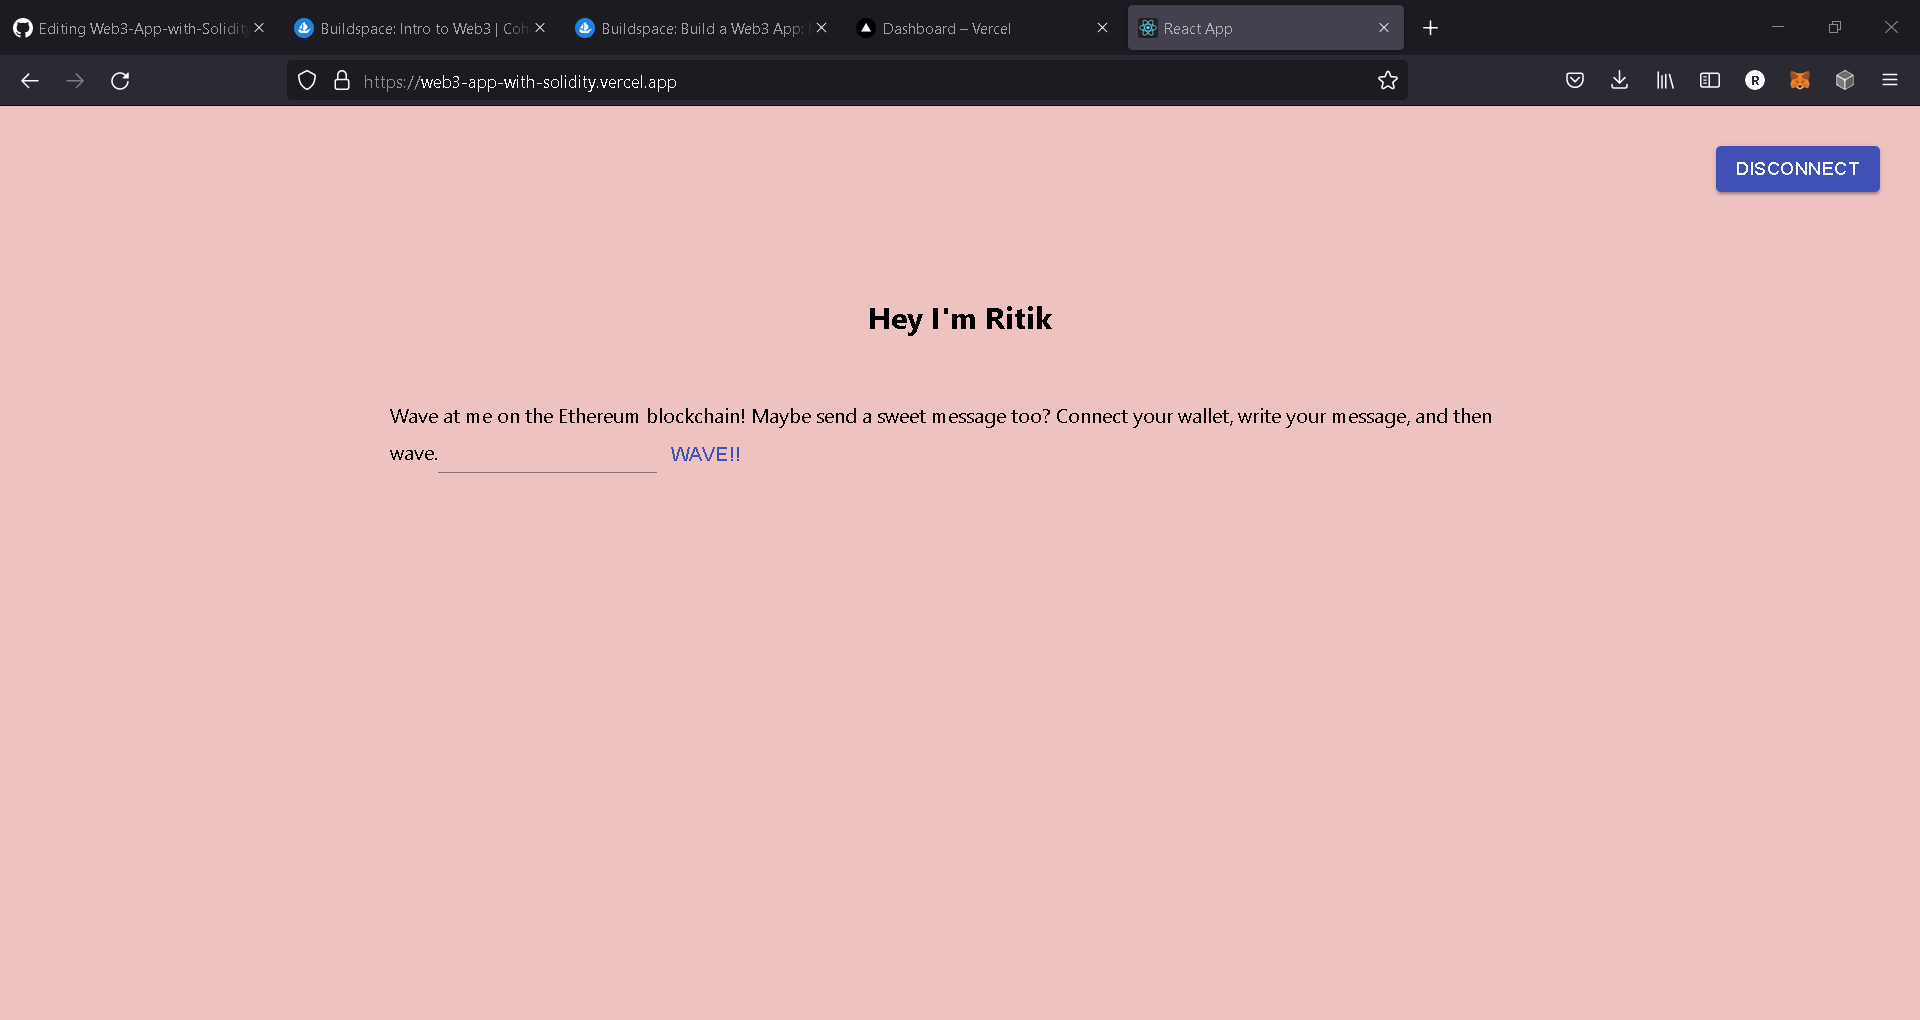 Editing Web3-App-with-Solidity
Buildspace: Intro to Web3 | Coh
Buildspace: Build a Web3 App:
Dashboard – Vercel
React App
https://web3-app-with-solidity.vercel.app
R
DISCONNECT
Hey I'm Ritik
Wave at me on the Ethereum blockchain! Maybe send a sweet message too? Connect your wallet, write your message, and then
wave. WAVE!!